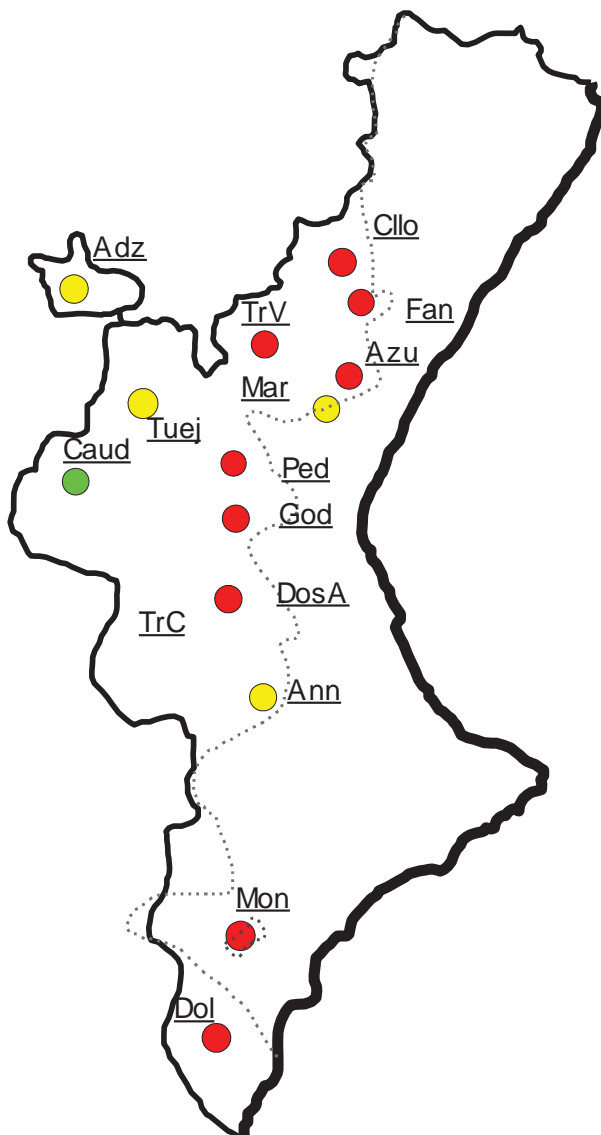 Cllo
Adz
Fan
TrV
Azu
Mar
Tuej
Caud
Ped
God
DosA
TrC
Ann
Mon
Dol